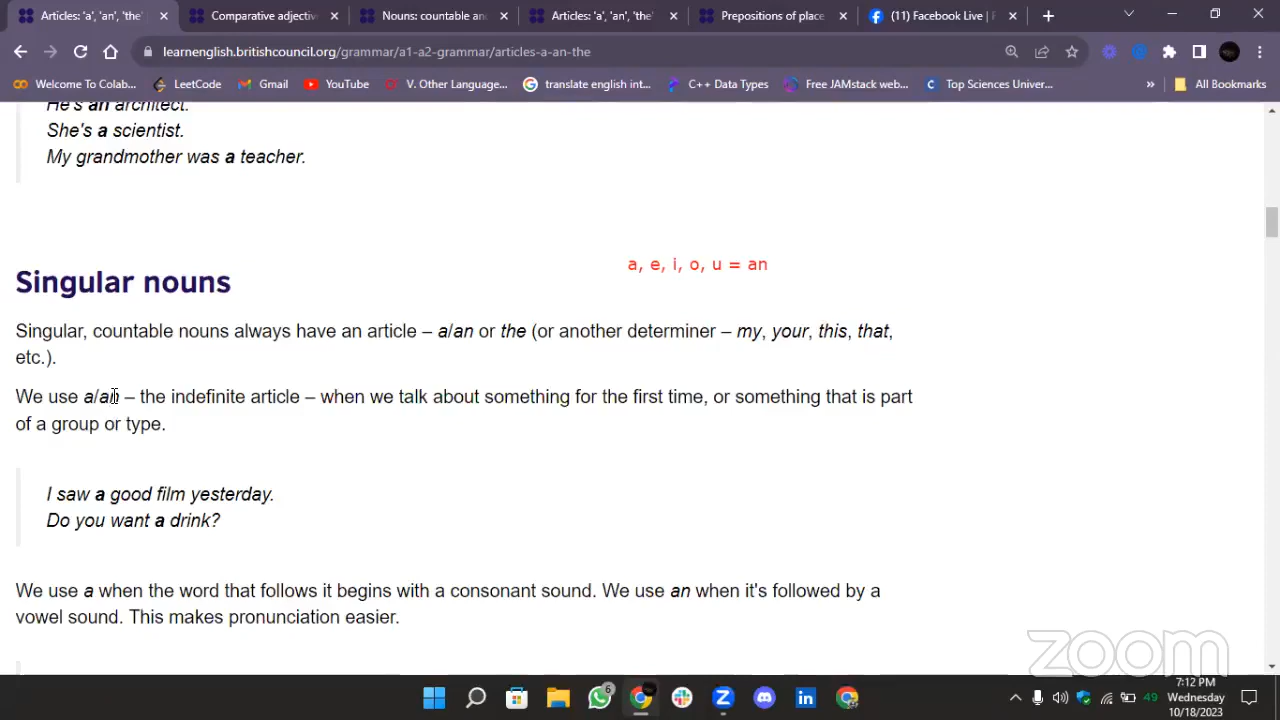 Articles: 'a', 'an', 'the'
Comparative adjectiv
Nouns: countable an
Articles: 'a', 'an', 'the'
Prepositions of place
(11) Facebook Live | F
learnenglish.britishcouncil.org/grammar/a1-a2-grammar/articles-a-an-the
Welcome To Colab...
LeetCode
Gmail
YouTube
V. Other Language...
translate english int...
C++ Data Types
Free JAMstack web...
Top Sciences Univer...
»
All Bookmarks
He's an architect.
She's a scientist.
My grandmother was a teacher.
a, e, i, o, u = an
Singular nouns
Singular, countable nouns always have an article – a/an or the (or another determiner – my, your, this, that,
etc.).
We use a/an – the indefinite article – when we talk about something for the first time, or something that is part
of a group or type.
I saw a good film yesterday.
Do you want a drink?
We use a when the word that follows it begins with a consonant sound. We use an when it's followed by a
vowel sound. This makes pronunciation easier.
zoom
6
49
7:12 PM
Wednesday
10/18/2023